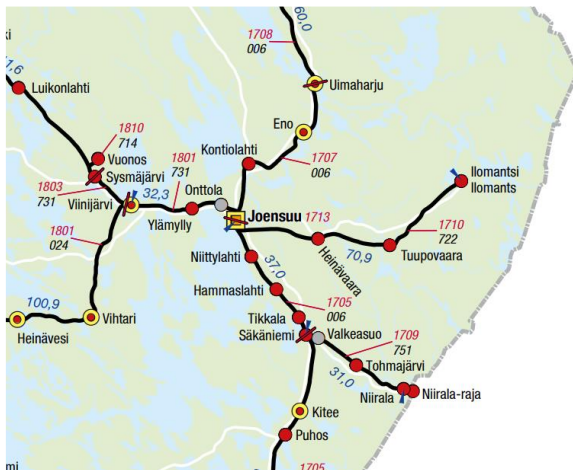 60,0
1708
006
ki
1,6
Luikonlahti
Uimaharju
Eno
1810
714
Vuonos
Kontiolahti
1707
006
Ilomantsi
Ilomants
Sysmäjärvi
1801
731
1803
731
Onttola
Viinijärvi
32,3
Ylämylly
Joensuu
1713
1710
722
1801
024
Heinävaara
70,9
Tuupovaara
Niittylahti
37,0
Hammaslahti
1705
006
100,9
Vihtari
Heinävesi
Tikkala
Säkäniemi
Valkeasuo
1709
751
Tohmajärvi
31,0
Niirala
Niirala-raja
Kitee
Puhos
mi
1705